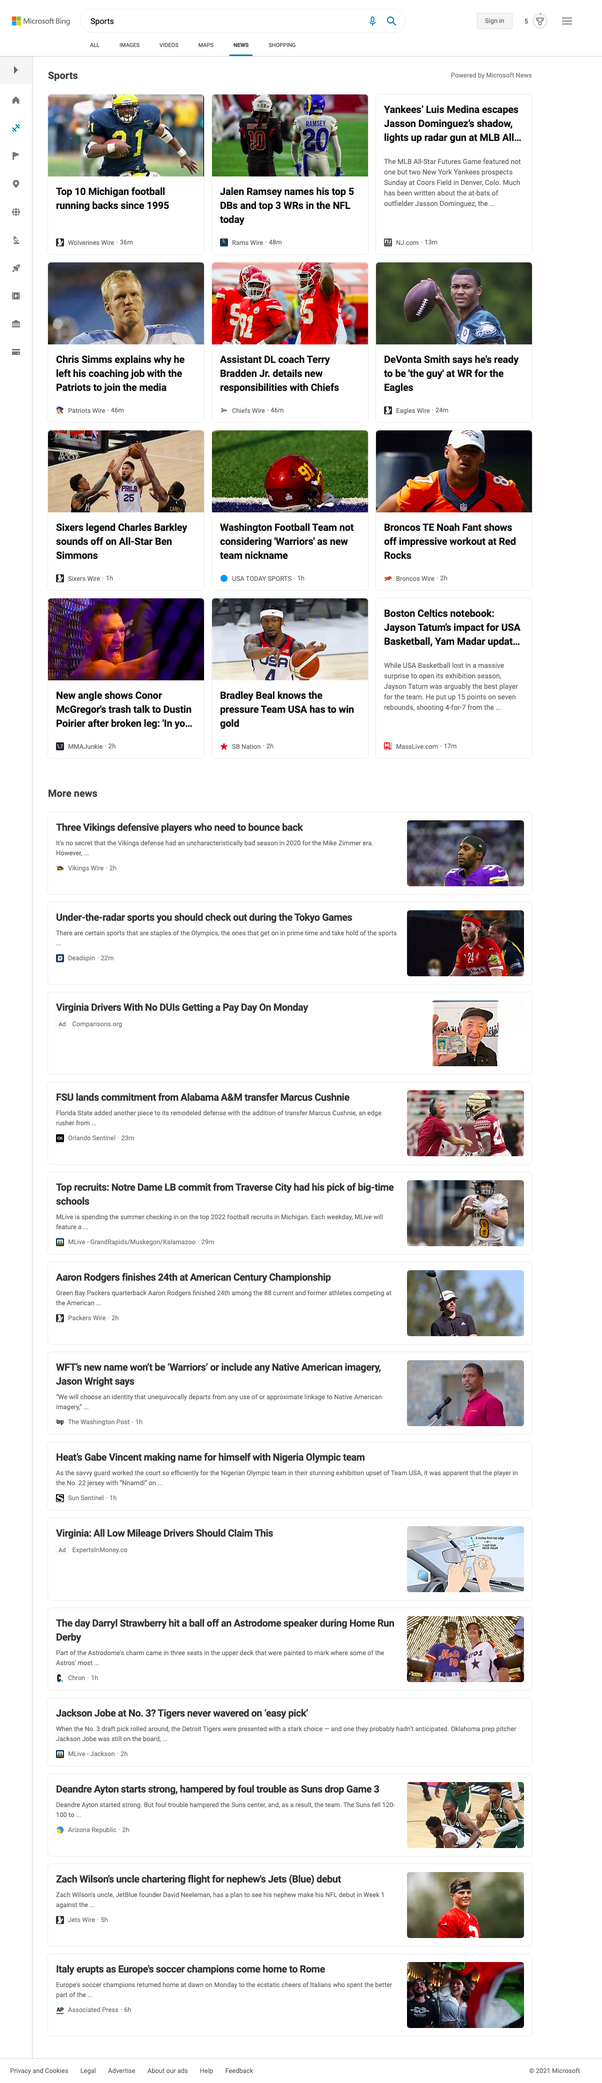 Microsoft Bing
Sports
Sign in
5
ALL
IMAGES
VIDEOS
MAPS
NEWS
SHOPPING
Sports
Powered by Microsoft News
Top 10 Michigan football
running backs since 1995
Wolverines Wire · 36m
Jalen Ramsey names his top 5
DBs and top 3 WRs in the NFL
today
Rams Wire · 48m
Yankees' Luis Medina escapes
Jasson Dominguez's shadow,
lights up radar gun at MLB All...
The MLB All-Star Futures Game featured not
one but two New York Yankees prospects
Sunday at Coors Field in Denver, Colo. Much
has been written about the at-bats of
outfielder Jasson Dominguez, the ...
NJ.com · 13m
Chris Simms explains why he
left his coaching job with the
Patriots to join the media
Patriots Wire · 46m
Assistant DL coach Terry
Bradden Jr. details new
responsibilities with Chiefs
Chiefs Wire · 46m
DeVonta Smith says he's ready
to be 'the guy' at WR for the
Eagles
Eagles Wire · 24m
Sixers legend Charles Barkley
sounds off on All-Star Ben
Simmons
Sixers Wire · 1h
Washington Football Team not
considering 'Warriors' as new
team nickname
USA TODAY SPORTS · 1h
Broncos TE Noah Fant shows
off impressive workout at Red
Rocks
Broncos Wire · 2h
New angle shows Conor
McGregor's trash talk to Dustin
Poirier after broken leg: 'In yo...
MMAJunkie · 2h
Bradley Beal knows the
pressure Team USA has to win
gold
SB Nation · 2h
Boston Celtics notebook:
Jayson Tatum's impact for USA
Basketball, Yam Madar updat...
While USA Basketball lost in a massive
surprise to open its exhibition season,
Jayson Tatum was arguably the best player
for the team. He put up 15 points on seven
rebounds, shooting 4-for-7 from the ...
MassLive.com · 17m
More news
Three Vikings defensive players who need to bounce back
It's no secret that the Vikings defense had an uncharacteristically bad season in 2020 for the Mike Zimmer era.
However, ...
Vikings Wire · 2h
Under-the-radar sports you should check out during the Tokyo Games
There are certain sports that are staples of the Olympics, the ones that get on in prime time and take hold of the sports
...
Deadspin · 22m
Virginia Drivers With No DUIs Getting a Pay Day On Monday
Ad Comparisons.org
FSU lands commitment from Alabama A&M transfer Marcus Cushnie
Florida State added another piece to its remodeled defense with the addition of transfer Marcus Cushnie, an edge
rusher from ...
Orlando Sentinel · 23m
Top recruits: Notre Dame LB commit from Traverse City had his pick of big-time
schools
MLive is spending the summer checking in on the top 2022 football recruits in Michigan. Each weekday, MLive will
feature a ...
MLive - GrandRapids/Muskegon/Kalamazoo · 29m
Aaron Rodgers finishes 24th at American Century Championship
Green Bay Packers quarterback Aaron Rodgers finished 24th among the 88 current and former athletes competing at
the American ...
Packers Wire · 2h
WFT's new name won't be 'Warriors' or include any Native American imagery,
Jason Wright says
"We will choose an identity that unequivocally departs from any use of or approximate linkage to Native American
imagery," ...
The Washington Post · 1h
Heat's Gabe Vincent making name for himself with Nigeria Olympic team
As the savvy guard worked the court so efficiently for the Nigerian Olympic team in their stunning exhibition upset of Team USA, it was apparent that the player in
the No. 22 jersey with "Nnamdi" on ...
Sun Sentinel · 1h
Virginia: All Low Mileage Drivers Should Claim This
Ad ExpertsInMoney.co
The day Darryl Strawberry hit a ball off an Astrodome speaker during Home Run
Derby
Part of the Astrodome's charm came in three seats in the upper deck that were painted to mark where some of the
Astros' most ...
Chron · 1h
Jackson Jobe at No. 3? Tigers never wavered on 'easy pick'
When the No. 3 draft pick rolled around, the Detroit Tigers were presented with a stark choice — and one they probably hadn't anticipated. Oklahoma prep pitcher
Jackson Jobe was still on the board, ...
MLive - Jackson · 2h
Deandre Ayton starts strong, hampered by foul trouble as Suns drop Game 3
Deandre Ayton started strong. But foul trouble hampered the Suns center, and, as a result, the team. The Suns fell 120-
100 to ...
Arizona Republic · 2h
Zach Wilson's uncle chartering flight for nephew's Jets (Blue) debut
Zach Wilson's uncle, JetBlue founder David Neeleman, has a plan to see his nephew make his NFL debut in Week 1
against the ...
Jets Wire · 5h
Italy erupts as Europe's soccer champions come home to Rome
Europe's soccer champions returned home at dawn on Monday to the ecstatic cheers of Italians who spent the better
part of the ...
Associated Press · 6h
Privacy and Cookies
Legal
Advertise
About our ads
Help
Feedback
© 2021 Microsoft